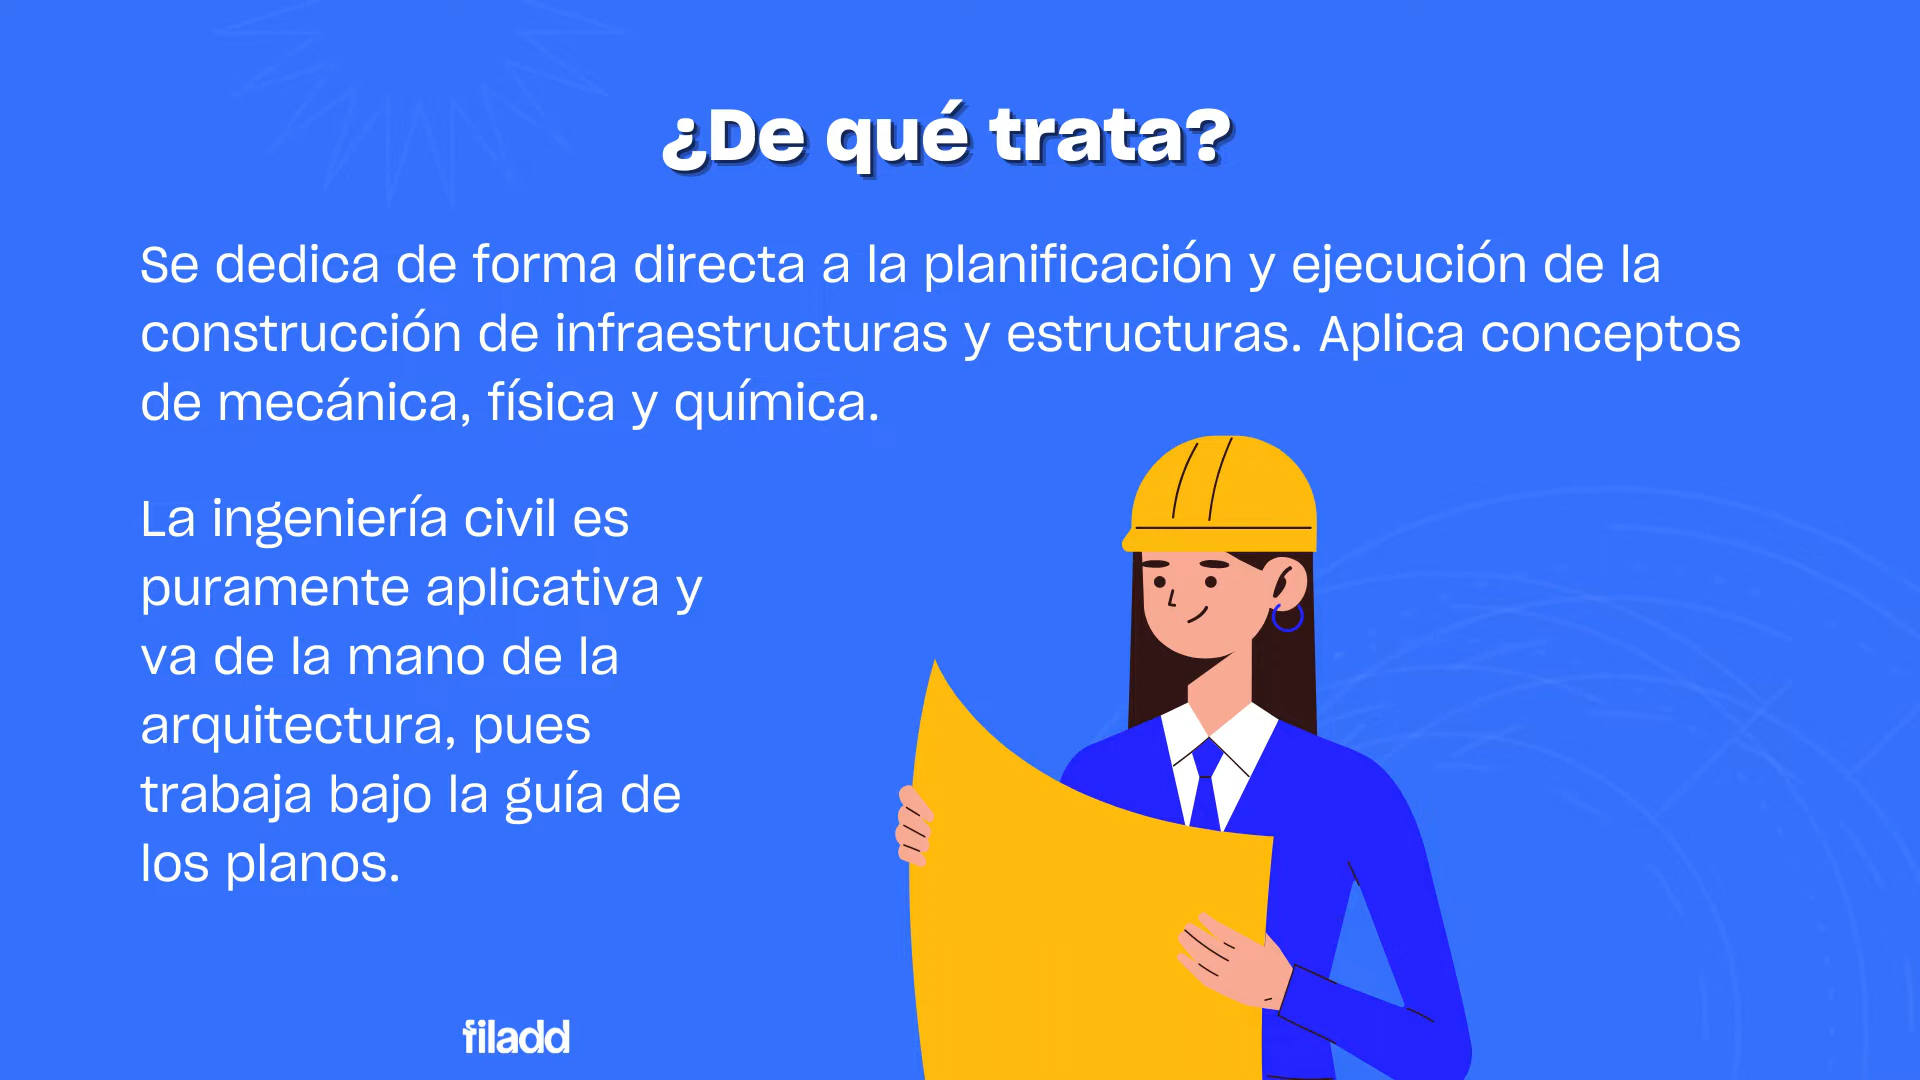 ¿De qué trata?
Se dedica de forma directa a la planificación y ejecución de la
construcción de infraestructuras y estructuras. Aplica conceptos
de mecánica, física y química.
La ingeniería civil es
puramente aplicativa y
va de la mano de la
arquitectura, pues
trabaja bajo la guía de
los planos.
filadd